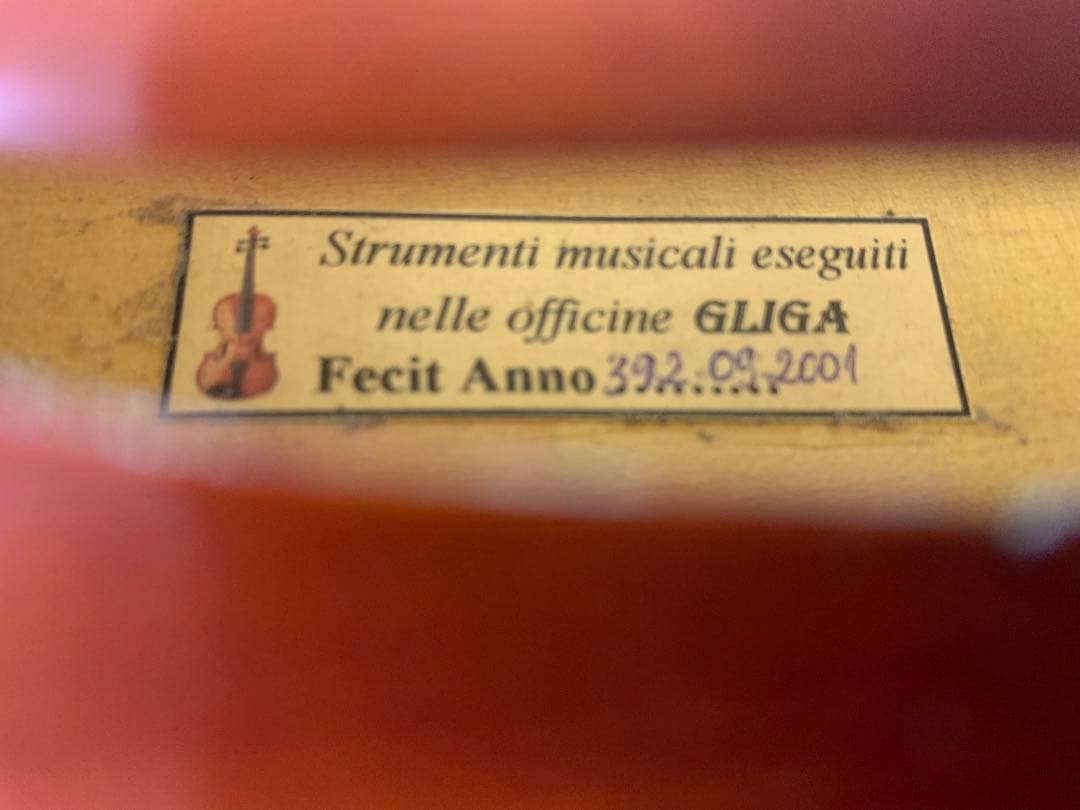 Strumenti musicali eseguiti
nelle officine GLIGA
Fecit Anno 392.09.2001